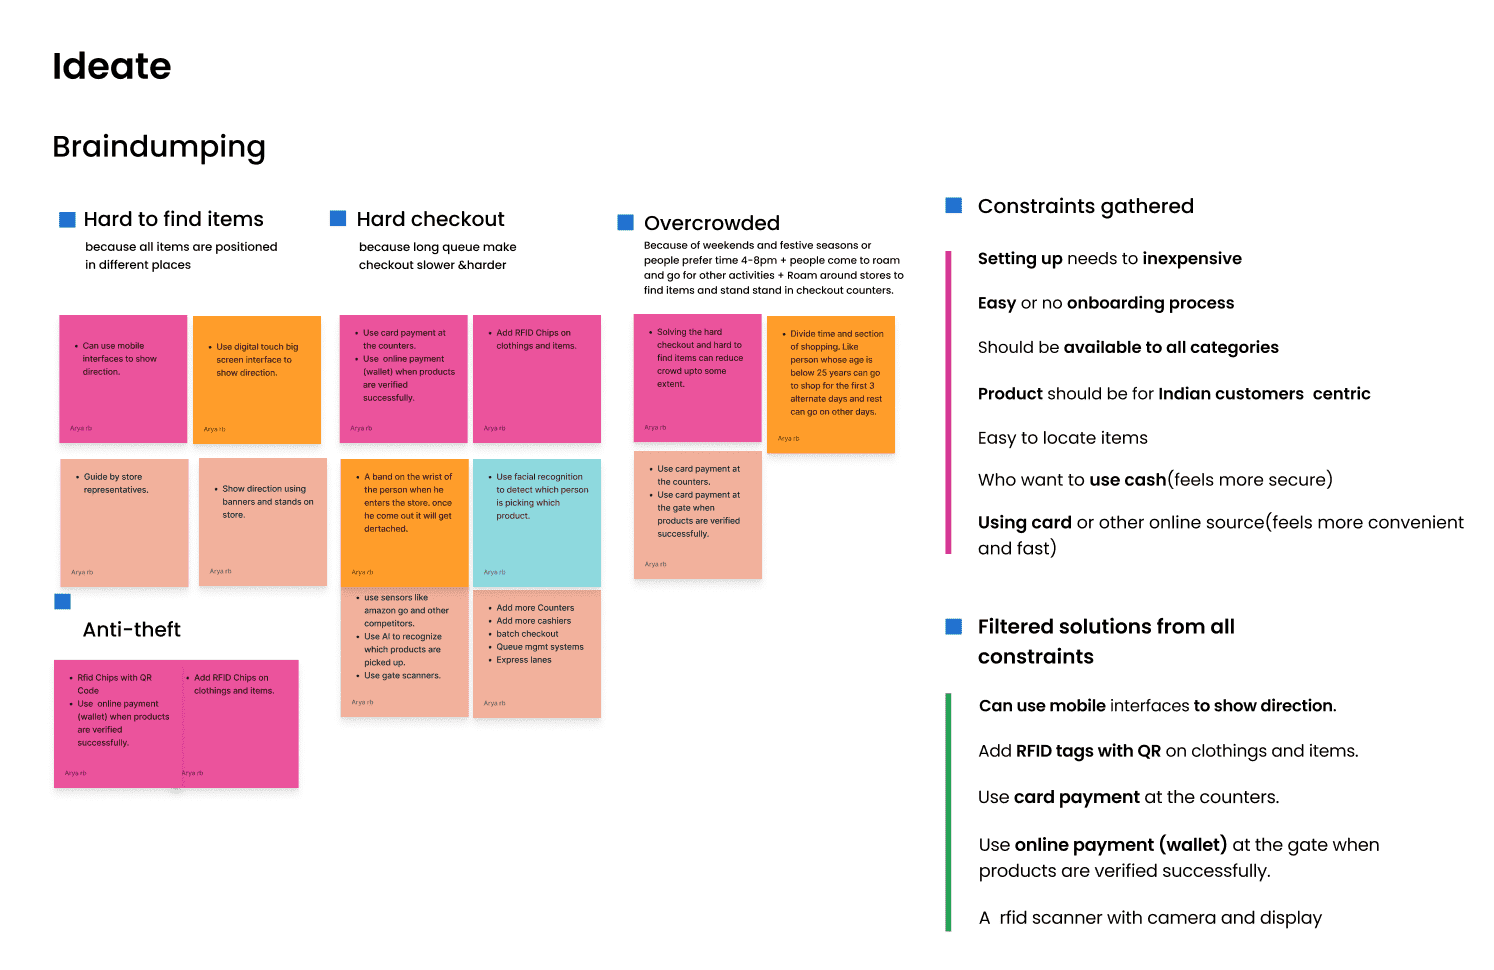 Ideate
Braindumping
Hard to find items
because all items are positioned
in different places
Can use mobile
interfaces to show
direction.
Arya rb
Use digital touch big
screen interface to
show direction.
Arya rb
Guide by store
representatives.
Arya rb
Show direction using
banners and stands on
store.
Arya rb
Anti-theft
Rfid Chips with QR
Code
Use online payment
(wallet) when products
are verified
successfully.
Arya rb
Add RFID Chips on
clothings and items.
Arya rb
Hard checkout
because long queue make
checkout slower &harder
Use card payment at
the counters.
Use online payment
(wallet) when products
are verified
successfully.
Arya rb
Add RFID Chips on
clothings and items.
Arya rb
A band on the wrist of
the person when he
enters the store. once
he come out it will get
dertached.
Arya rb
Use facial recognition
to detect which person
is picking which
product.
Arya rb
use sensors like
amazon go and other
competitors.
Use AI to recognize
which products are
picked up.
Use gate scanners.
Arya rb
Add more Counters
Add more cashiers
batch checkout
Queue mgmt systems
Express lanes
Arya rb
Overcrowded
Because of weekends and festive seasons or
people prefer time 4-8pm + people come to roam
and go for other activities + Roam around stores to
find items and stand stand in checkout counters.
Solving the hard
checkout and hard to
find items can reduce
crowd upto some
extent.
Arya rb
Divide time and section
of shopping. Like
person whose age is
below 25 years can go
to shop for the first 3
alternate days and rest
can go on other days.
Arya rb
Use card payment at
the counters.
Use card payment at
the gate when
products are verified
successfully.
Arya rb
Constraints gathered
Setting up needs to inexpensive
Easy or no onboarding process
Should be available to all categories
Product should be for Indian customers centric
Easy to locate items
Who want to use cash(feels more secure)
Using card or other online source(feels more convenient
and fast)
Filtered solutions from all
constraints
Can use mobile interfaces to show direction.
Add RFID tags with QR on clothings and items.
Use card payment at the counters.
Use online payment (wallet) at the gate when
products are verified successfully.
A rfid scanner with camera and display